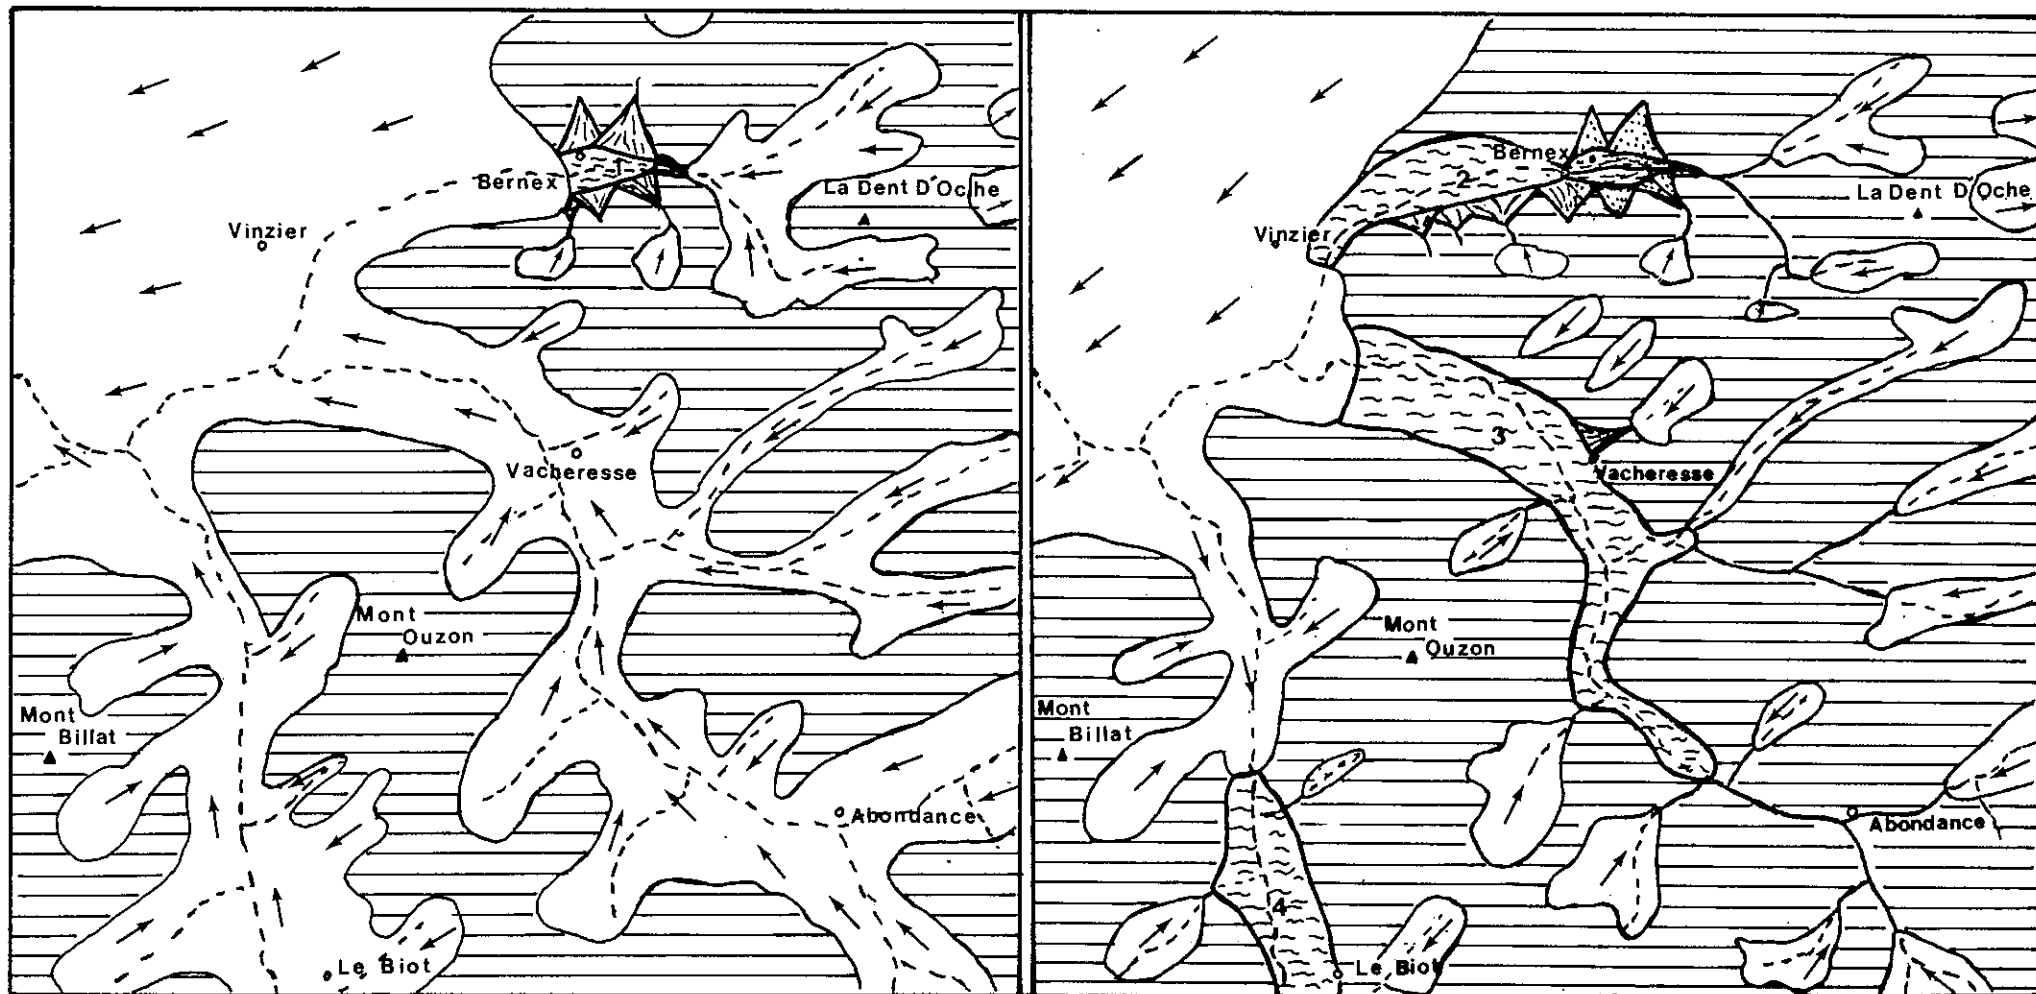 1
Bernex
La Dent D'Oche
Vinzier
Vacheresse
Mont
Ouzon
Mont
Billat
Abondance
Le Biot
Bernex
2
La Dent D'Oche
Vinzier
3
Vacheresse
Mont
Ouzon
Mont
Billat
Abondance
4
Le Biot